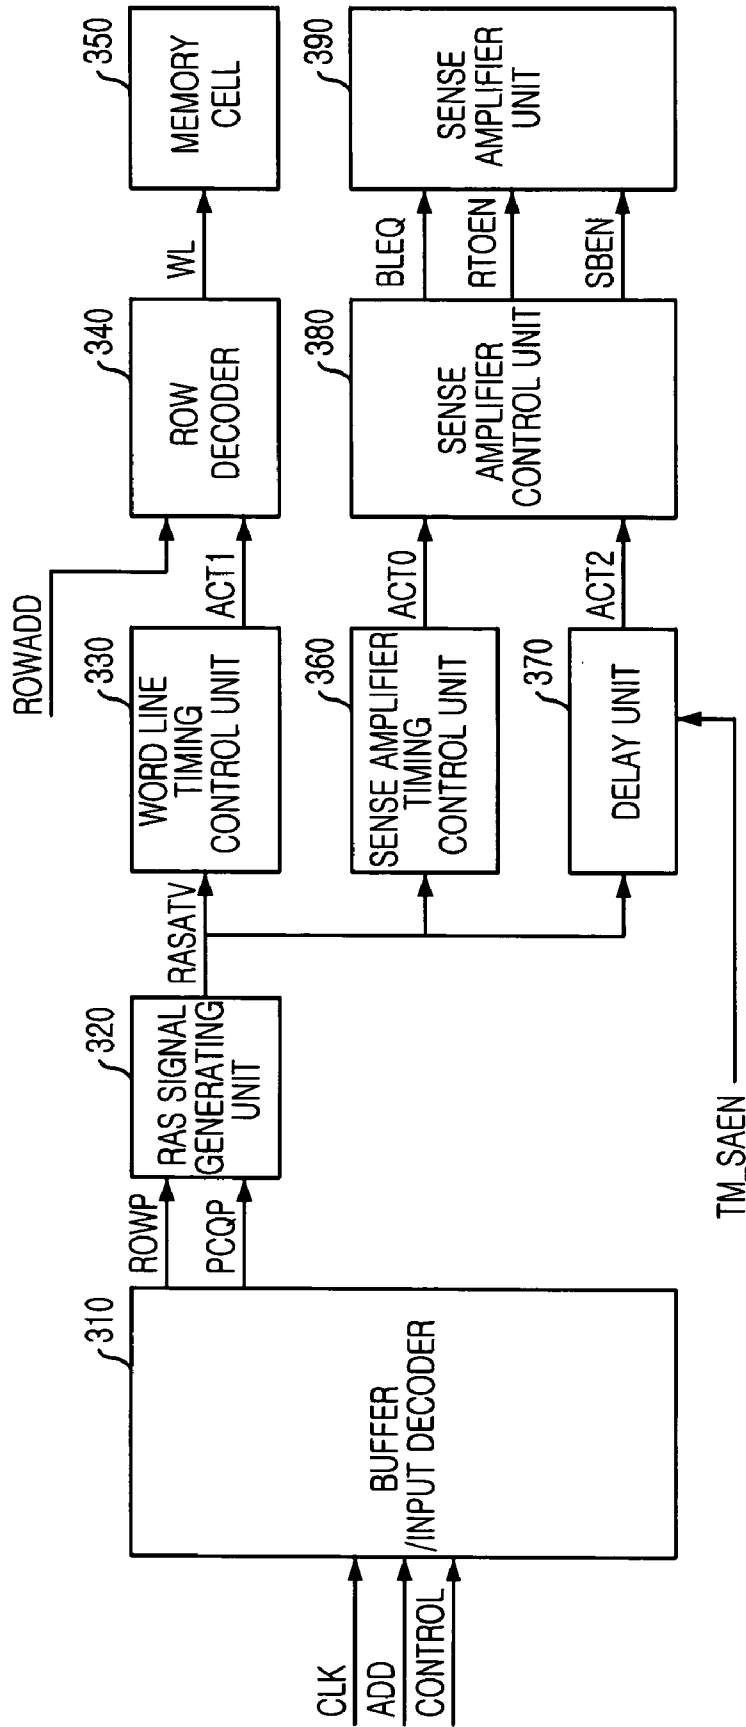 CLK
ADD
CONTROL
310
BUFFER
/INPUT DECODER
ROWP
PCQP
320
RAS SIGNAL
GENERATING
UNIT
RASATV
ROWADD
330
WORD LINE
TIMING
CONTROL UNIT
ACT1
340
ROW
DECODER
WL
350
MEMORY
CELL
360
SENSE AMPLIFIER
TIMING
CONTROL UNIT
ACT0
370
DELAY UNIT
ACT2
TM_SAEN
380
SENSE
AMPLIFIER
CONTROL UNIT
BLEQ
RTOEN
SBEN
390
SENSE
AMPLIFIER
UNIT